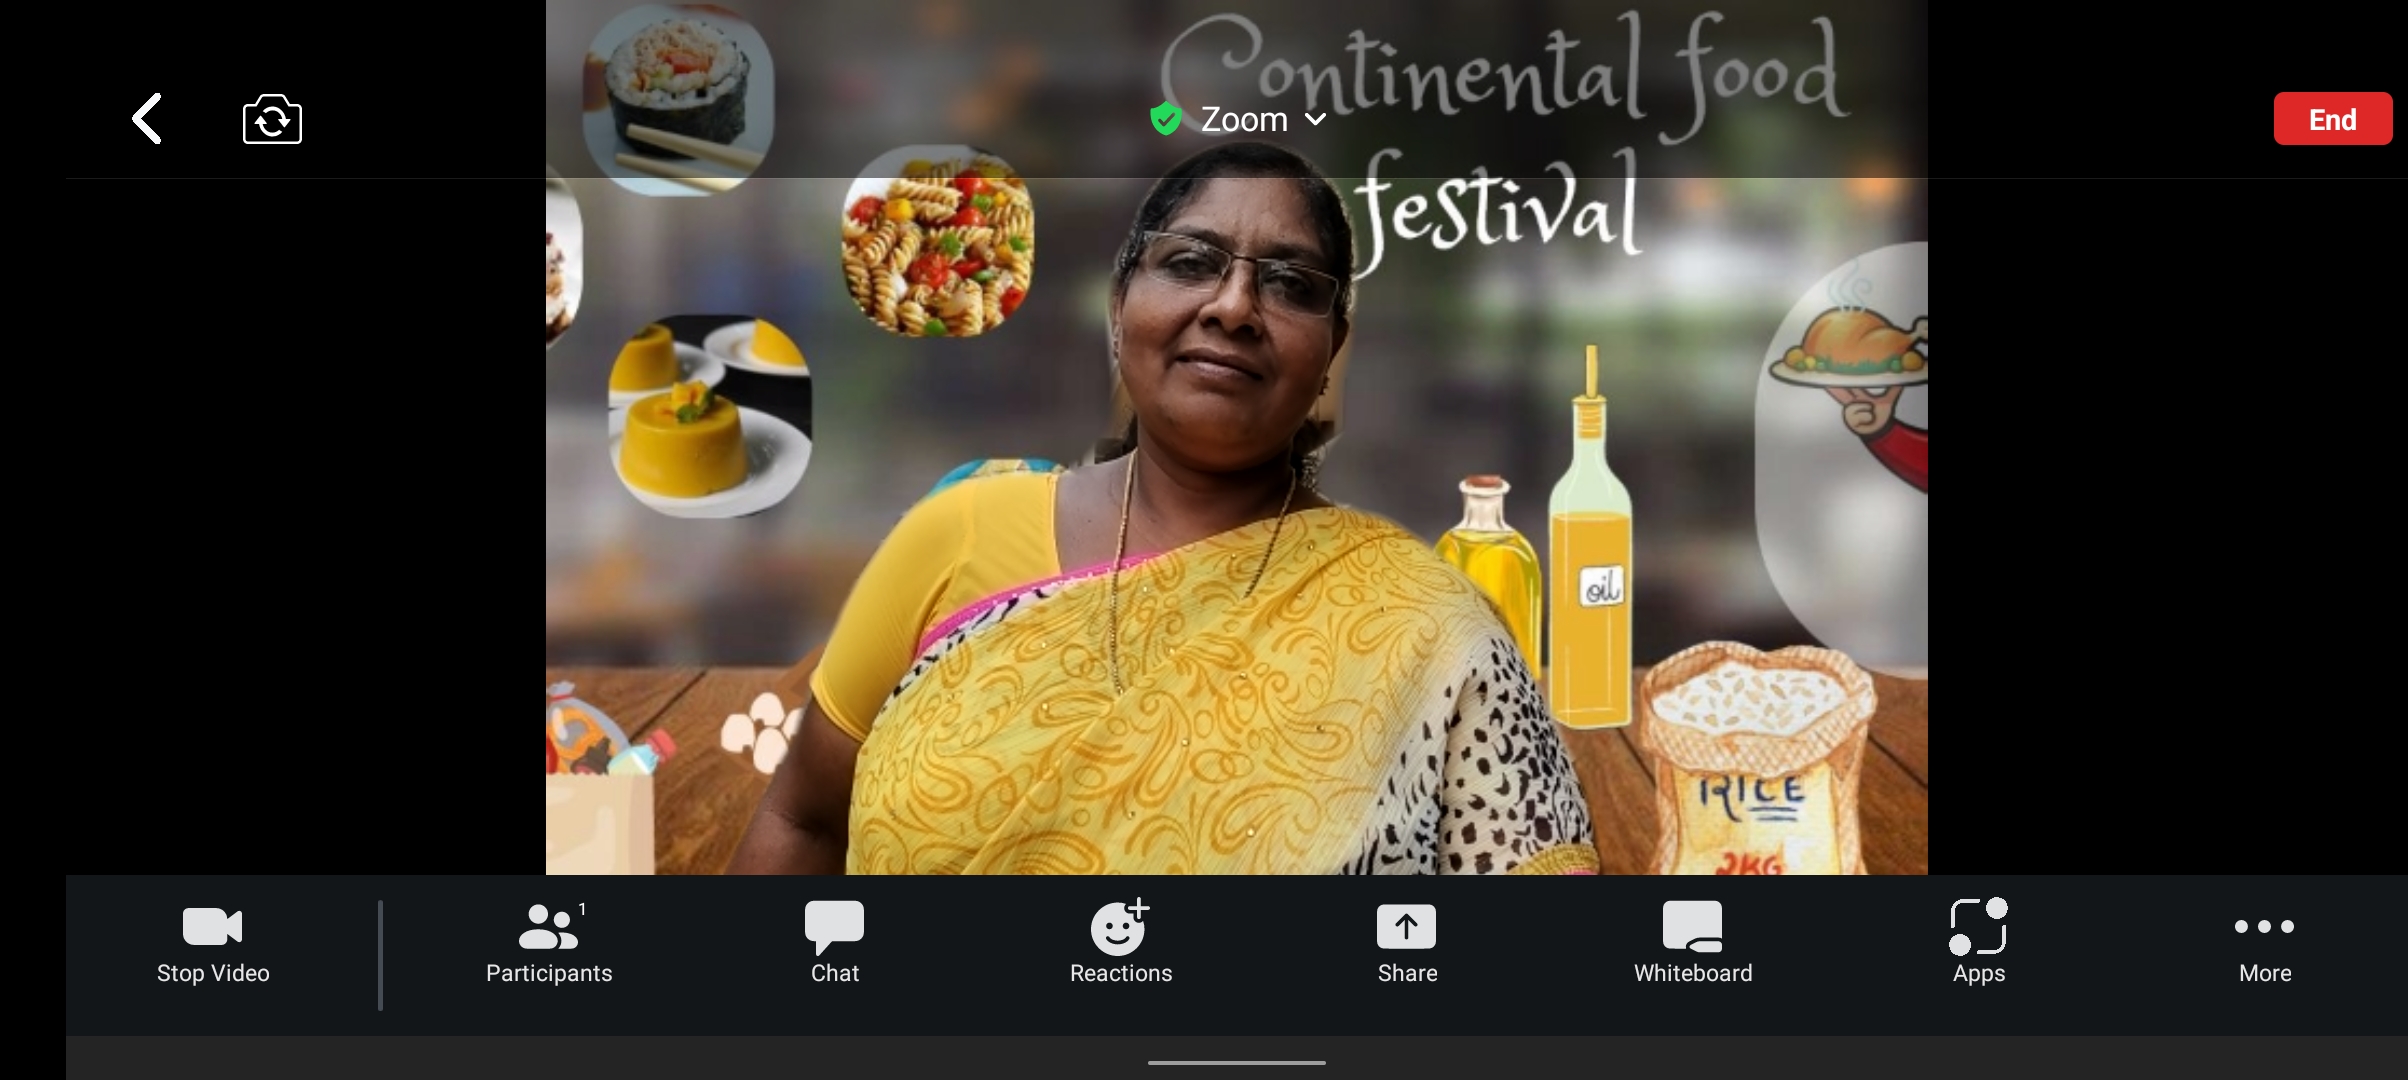 Continental food
Zoom
End
festival
oil
RICE
2KG
1
Stop Video
Participants
Chat
Reactions
Share
Whiteboard
Apps
More